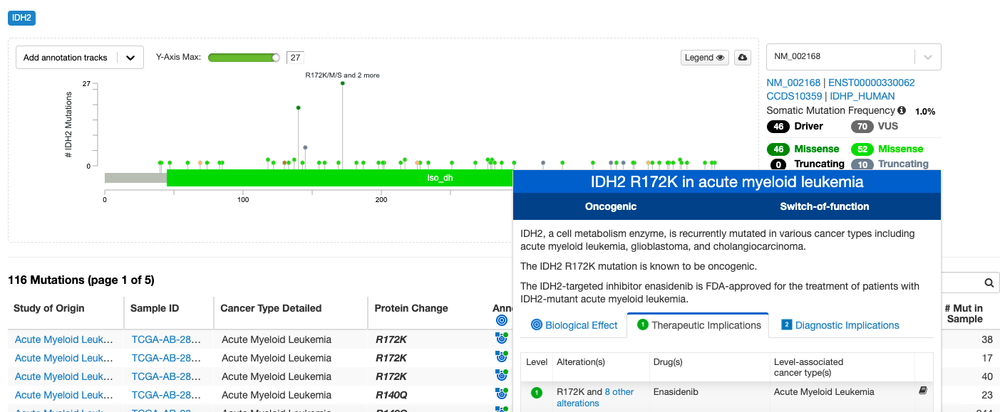 IDH2
Add annotation tracks
Y-Axis Max:
27
Legend
NM_002168
R172K/M/S and 2 more
27
# IDH2 Mutations
0
Iso_dh
0
100
200
NM_002168 | ENST00000330062
CCDS10359 | IDHP_HUMAN
Somatic Mutation Frequency 1.0%
46 Driver 70 VUS
46 Missense 52 Missense
0 Truncating 10 Truncating
IDH2 R172K in acute myeloid leukemia
Oncogenic Switch-of-function
IDH2, a cell metabolism enzyme, is recurrently mutated in various cancer types including
acute myeloid leukemia, glioblastoma, and cholangiocarcinoma.
The IDH2 R172K mutation is known to be oncogenic.
The IDH2-targeted inhibitor enasidenib is FDA-approved for the treatment of patients with
IDH2-mutant acute myeloid leukemia.
Biological Effect 1 Therapeutic Implications 2 Diagnostic Implications
Level Alteration(s) Drug(s) Level-associated
cancer type(s)
1 R172K and 8 other Enasidenib Acute Myeloid Leukemia
alterations
116 Mutations (page 1 of 5)
Study of Origin Sample ID Cancer Type Detailed Protein Change Anno # Mut in
Sample
Acute Myeloid Leuk... TCGA-AB-28... Acute Myeloid Leukemia R172K 38
Acute Myeloid Leuk... TCGA-AB-28... Acute Myeloid Leukemia R172K 17
Acute Myeloid Leuk... TCGA-AB-28... Acute Myeloid Leukemia R172K 40
Acute Myeloid Leuk... TCGA-AB-28... Acute Myeloid Leukemia R140Q 23